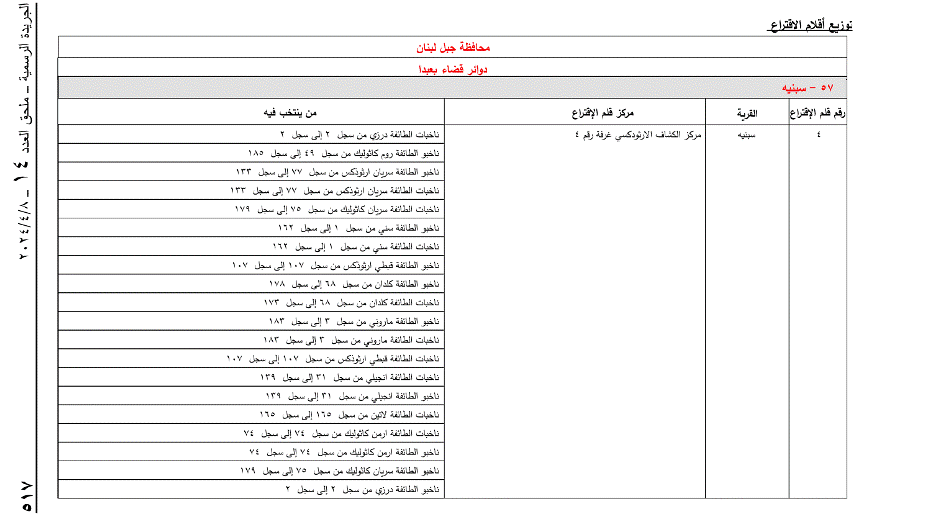 الجريدة الرسمية – ملحق العدد ١٤ – ٢٠٢٤/٤/٨
٥١٧
توزيع أقلام الاقتراع
محافظة جبل لبنان
دوائر قضاء بعبدا
٥٧ - سبنيه
رقم قلم الإقتراع القرية مركز قلم الإقتراع من ينتخب فيه
٤ سبنيه مركز الكشاف الارثوذكسي غرفة رقم ٤ ناخبات الطائفة درزي من سجل ٢ إلى سجل ٢
ناخبو الطائفة روم كاثوليك من سجل ٤٩ إلى سجل ١٨٥
ناخبو الطائفة سريان ارثوذكس من سجل ٧٧ إلى سجل ١٣٣
ناخبات الطائفة سريان ارثوذكس من سجل ٧٧ إلى سجل ١٣٣
ناخبات الطائفة سريان كاثوليك من سجل ٧٥ إلى سجل ١٧٩
ناخبو الطائفة سني من سجل ١ إلى سجل ١٦٢
ناخبات الطائفة سني من سجل ١ إلى سجل ١٦٢
ناخبو الطائفة قبطي ارثوذكس من سجل ١٠٧ إلى سجل ١٠٧
ناخبو الطائفة كلدان من سجل ٦٨ إلى سجل ١٧٨
ناخبات الطائفة كلدان من سجل ٦٨ إلى سجل ١٧٣
ناخبو الطائفة ماروني من سجل ٣ إلى سجل ١٨٣
ناخبات الطائفة ماروني من سجل ٣ إلى سجل ١٨٣
ناخبات الطائفة قبطي ارثوذكس من سجل ١٠٧ إلى سجل ١٠٧
ناخبات الطائفة انجيلي من سجل ٣١ إلى سجل ١٣٩
ناخبو الطائفة انجيلي من سجل ٣١ إلى سجل ١٣٩
ناخبات الطائفة لاتين من سجل ١٦٥ إلى سجل ١٦٥
ناخبات الطائفة ارمن كاثوليك من سجل ٧٤ إلى سجل ٧٤
ناخبو الطائفة ارمن كاثوليك من سجل ٧٤ إلى سجل ٧٤
ناخبو الطائفة سريان كاثوليك من سجل ٧٥ إلى سجل ١٧٩
ناخبو الطائفة درزي من سجل ٢ إلى سجل ٢